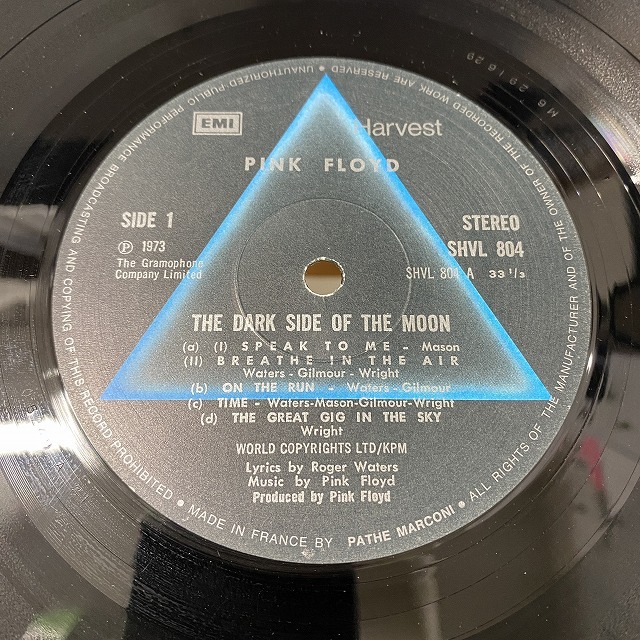 UNAUTHORIZED PUBLIC PERFORMANCE BROADCASTING AND COPYING OF THIS RECORD PROHIBITED • MADE IN FRANCE BY PATHE MARCONI • ALL RIGHTS OF THE MANUFACTURER AND OF THE OWNER OF THE RECORDED WORK ARE RESERVED •
EMI
Harvest
PINK FLOYD
SIDE 1
STEREO
Ⓟ 1973
SHVL 804
The Gramophone
Company Limited
SHVL 804 A 33 1/3
THE DARK SIDE OF THE MOON
(a) (I) SPEAK TO ME - Mason
(II) BREATHE IN THE AIR
Waters - Gilmour - Wright
(b) ON THE RUN - Waters - Gilmour
(c) TIME - Waters-Mason-Gilmour-Wright
(d) THE GREAT GIG IN THE SKY
Wright
WORLD COPYRIGHTS LTD/KPM
Lyrics by Roger Waters
Music by Pink Floyd
Produced by Pink Floyd